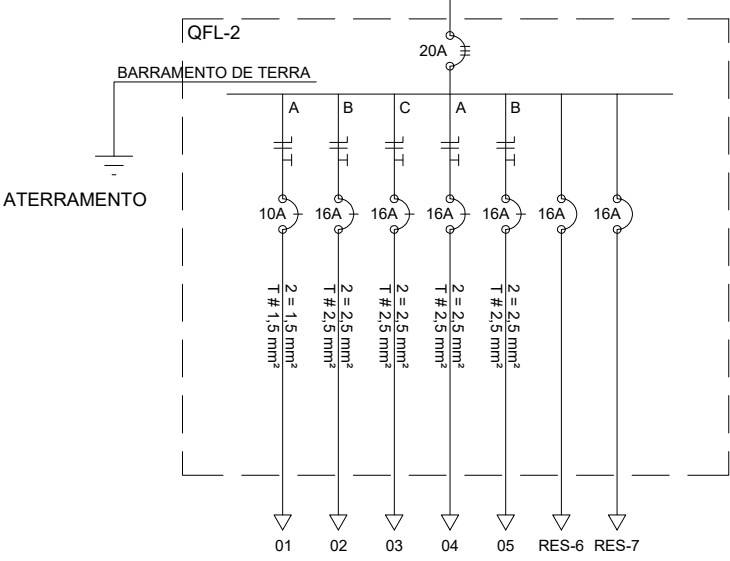 QFL-2
20A
BARRAMENTO DE TERRA
A B C A B
ATERRAMENTO
10A 16A 16A 16A 16A 16A 16A
2 = 1,5 mm²
T # 1,5 mm²
2 = 2,5 mm²
T # 2,5 mm²
2 = 2,5 mm²
T # 2,5 mm²
2 = 2,5 mm²
T # 2,5 mm²
2 = 2,5 mm²
T # 2,5 mm²
01 02 03 04 05 RES-6 RES-7